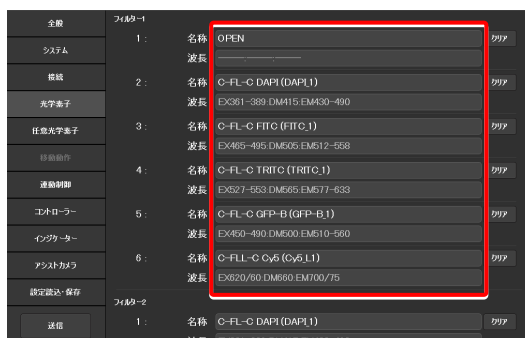 全般
システム
接続
光学素子
任意光学素子
移動動作
連動制御
コントローラー
インジケーター
アシストカメラ
設定読込・保存
送信
フィルター1
1: 名称 OPEN クリア
波長 ---------,---------,---------
2: 名称 C-FL-C DAPI (DAPI_1) クリア
波長 EX361-389:DM415:EM430-490
3: 名称 C-FL-C FITC (FITC_1) クリア
波長 EX465-495:DM505:EM512-558
4: 名称 C-FL-C TRITC (TRITC_1) クリア
波長 EX527-553:DM565:EM577-633
5: 名称 C-FL-C GFP-B (GFP-B_1) クリア
波長 EX450-490:DM500:EM510-560
6: 名称 C-FLL-C Cy5 (Cy5_L1) クリア
波長 EX620/60:DM660:EM700/75
フィルター2
1: 名称 C-FL-C DAPI (DAPI_1) クリア